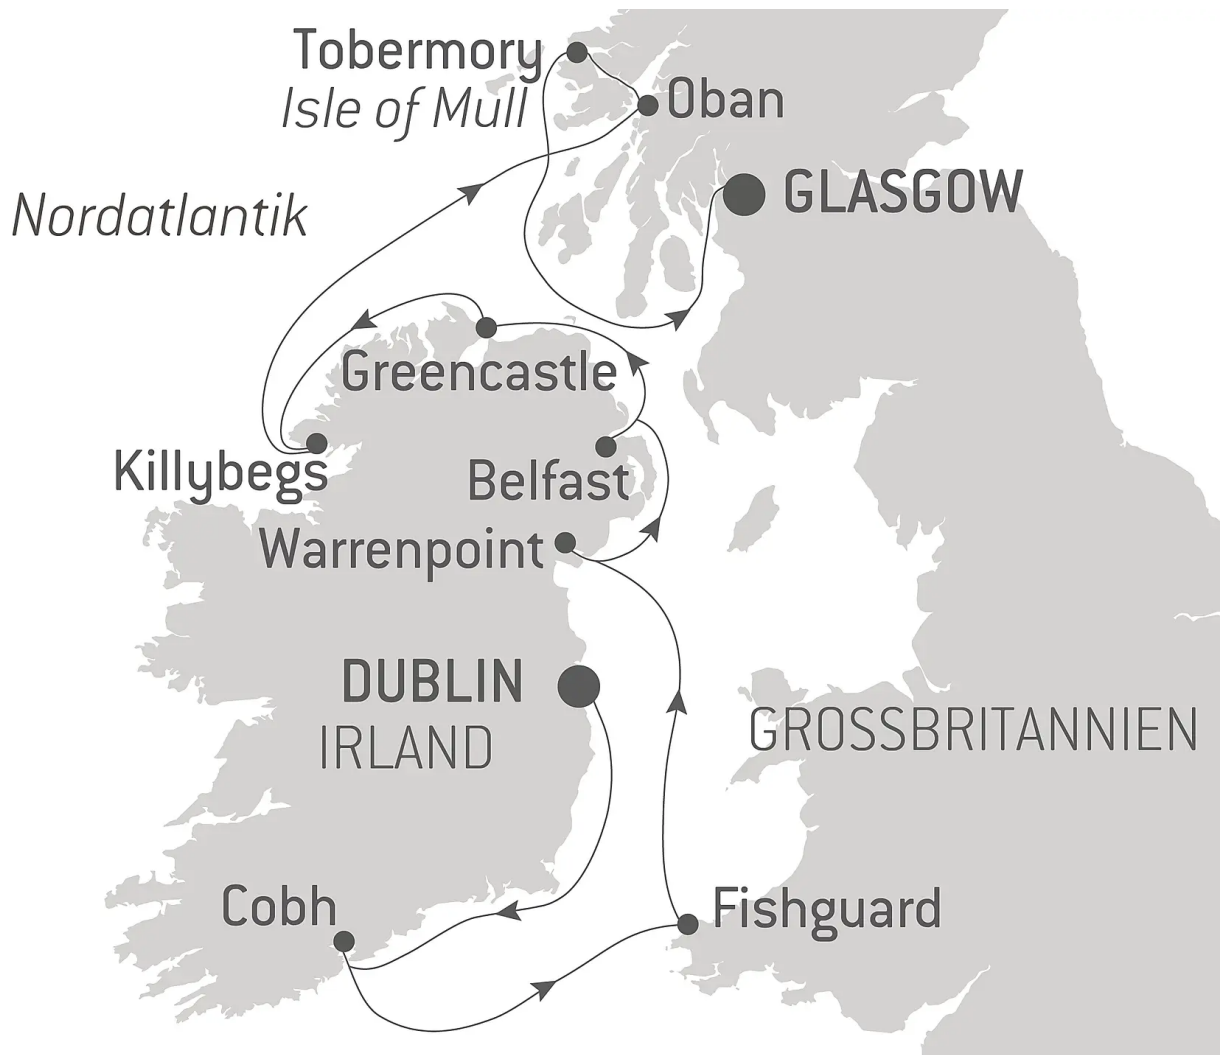 Tobermory
Isle of Mull
Oban
GLASGOW
Nordatlantik
Greencastle
Killybegs
Belfast
Warrenpoint
DUBLIN
IRLAND
GROSSBRITANNIEN
Cobh
Fishguard